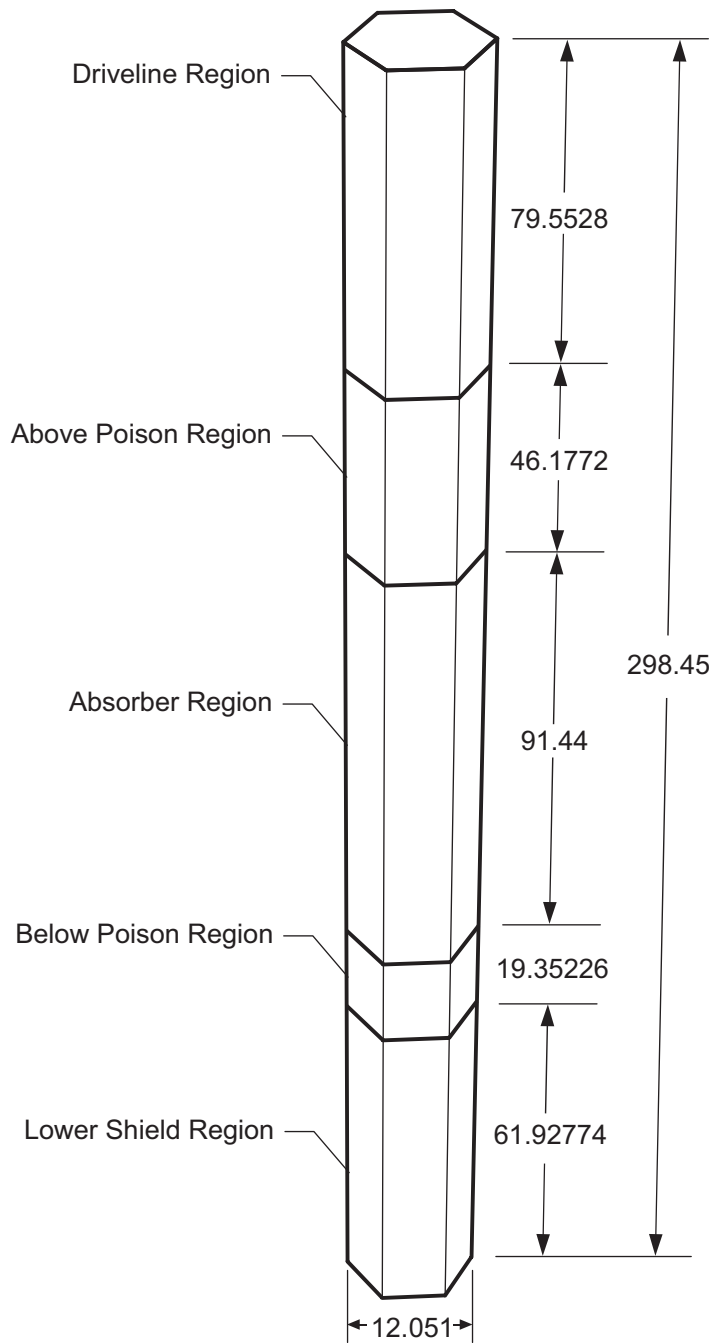 Driveline Region
79.5528
Above Poison Region
46.1772
298.45
Absorber Region
91.44
Below Poison Region
19.35226
Lower Shield Region
61.92774
12.051